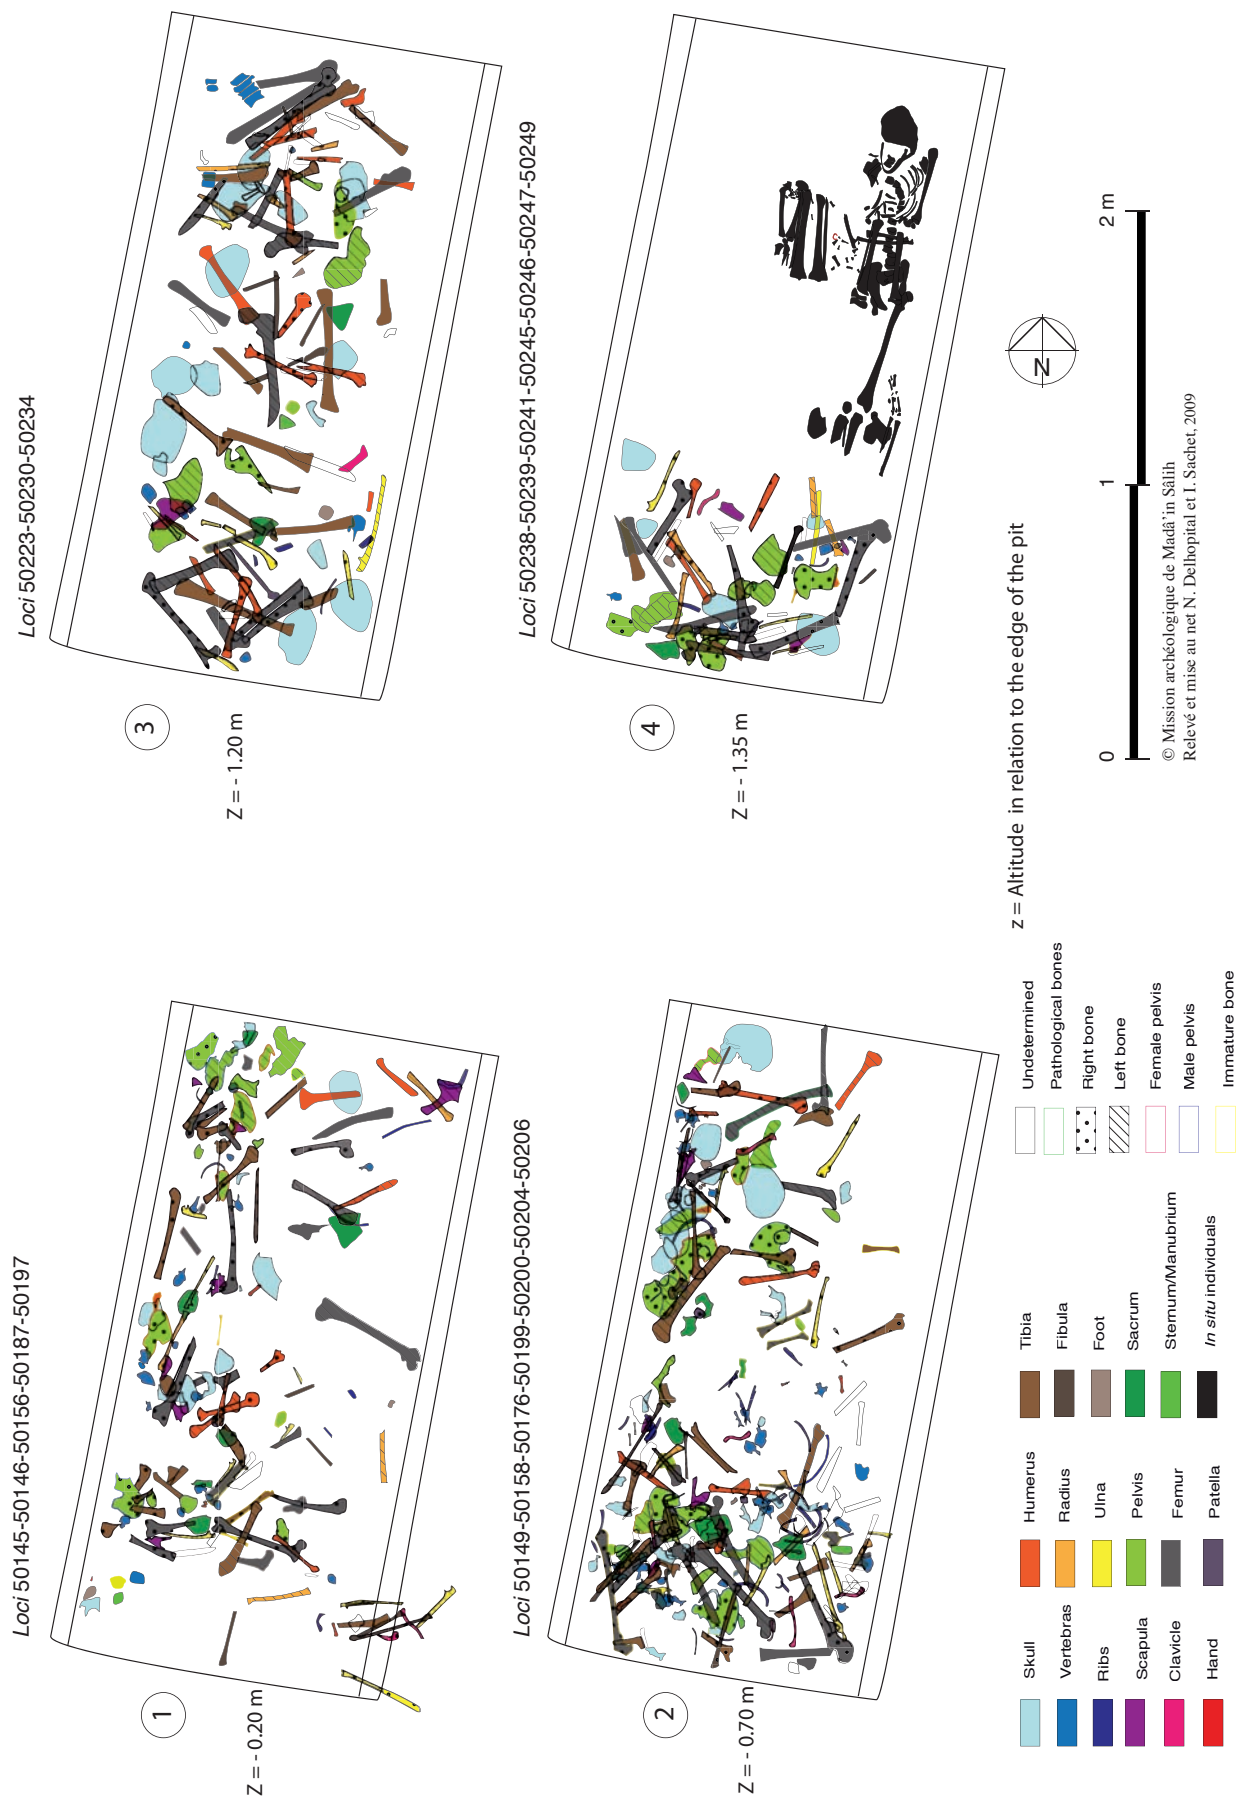 Loci 50145-50146-50156-50187-50197
1
Z = - 0.20 m
Loci 50149-50158-50176-50199-50200-50204-50206
2
Z = - 0.70 m
Loci 50223-50230-50234
3
Z = - 1.20 m
Loci 50238-50239-50241-50245-50246-50247-50249
4
Z = - 1.35 m
z = Altitude in relation to the edge of the pit
Skull
Vertebras
Ribs
Scapula
Clavicle
Hand
Humerus
Radius
Ulna
Pelvis
Femur
Patella
Tibia
Fibula
Foot
Sacrum
Sternum/Manubrium
In situ individuals
Undetermined
Pathological bones
Right bone
Left bone
Female pelvis
Male pelvis
Immature bone
N
0
1
2 m
© Mission archéologique de Madâ'in Sâlih
Relevé et mise au net N. Delhopital et I. Sachet, 2009